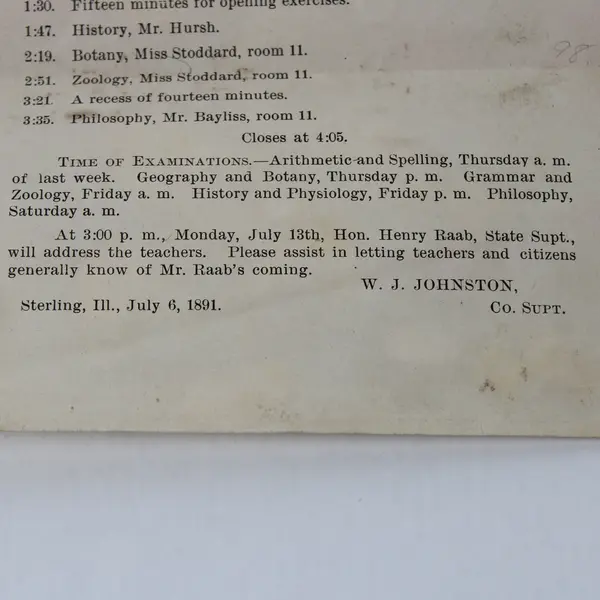 1:30. Fifteen minutes for opening exercises.
1:47. History, Mr. Hursh.
2:19. Botany, Miss Stoddard, room 11.
2:51. Zoology, Miss Stoddard, room 11.
3:21. A recess of fourteen minutes.
3:35. Philosophy, Mr. Bayliss, room 11.
Closes at 4:05.
TIME OF EXAMINATIONS.—Arithmetic and Spelling, Thursday a. m.
of last week. Geography and Botany, Thursday p. m. Grammar and
Zoology, Friday a. m. History and Physiology, Friday p. m. Philosophy,
Saturday a. m.
At 3:00 p. m., Monday, July 13th, Hon. Henry Raab, State Supt.,
will address the teachers. Please assist in letting teachers and citizens
generally know of Mr. Raab's coming.
W. J. JOHNSTON,
Sterling, Ill., July 6, 1891. CO. SUPT.
98.